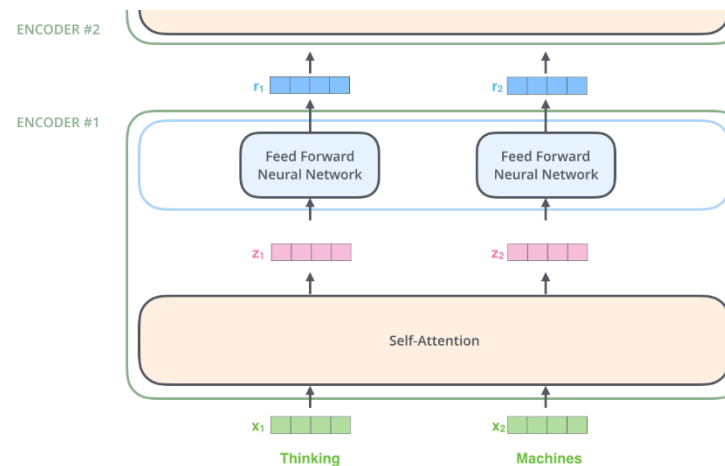 ENCODER #2
r₁ r₂
ENCODER #1
Feed Forward Feed Forward
Neural Network Neural Network
z₁ z₂
Self-Attention
x₁ x₂
Thinking Machines